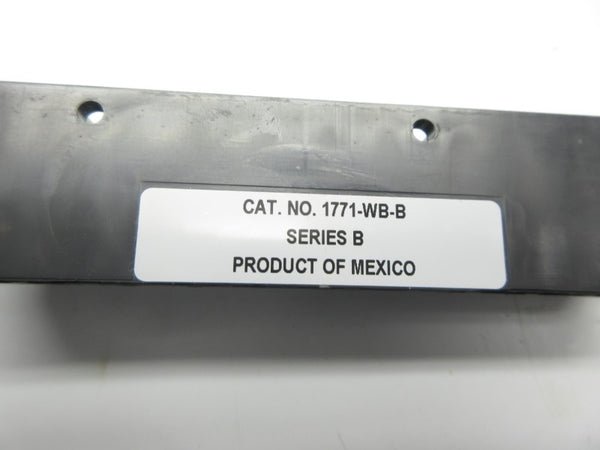 CAT. NO. 1771-WB-B
SERIES B
PRODUCT OF MEXICO